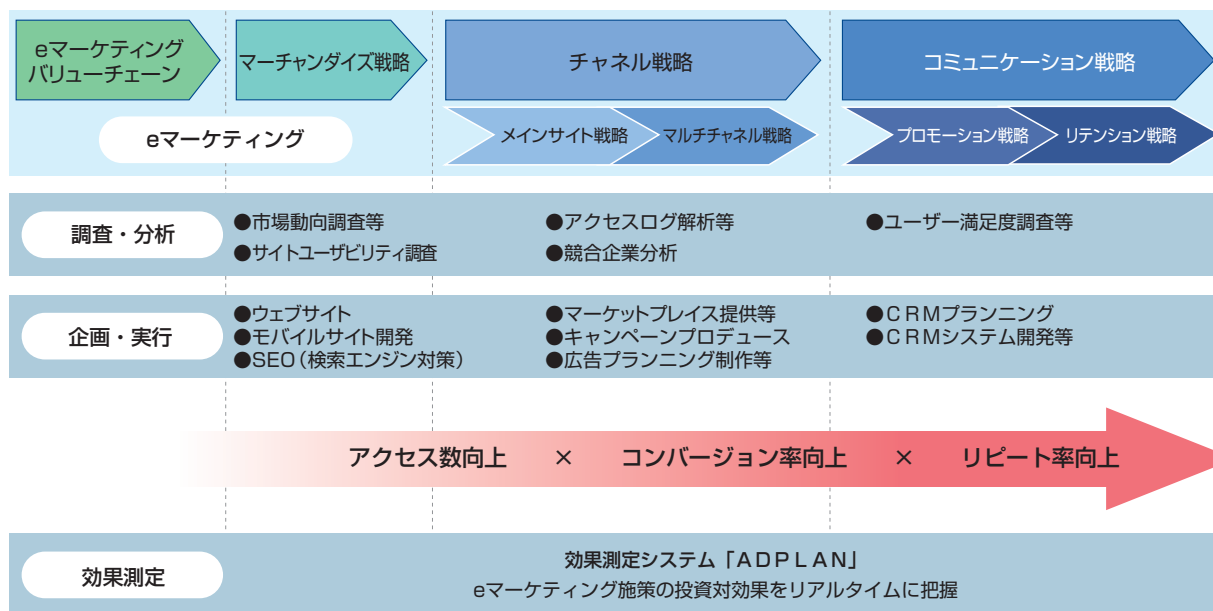 eマーケティング
バリューチェーン
マーチャンダイズ戦略
チャネル戦略
コミュニケーション戦略
eマーケティング
メインサイト戦略
マルチチャネル戦略
プロモーション戦略
リテンション戦略
調査・分析
●市場動向調査等
●サイトユーザビリティ調査
●アクセスログ解析等
●競合企業分析
●ユーザー満足度調査等
企画・実行
●ウェブサイト
●モバイルサイト開発
●SEO（検索エンジン対策）
●マーケットプレイス提供等
●キャンペーンプロデュース
●広告プランニング制作等
●ＣＲＭプランニング
●ＣＲＭシステム開発等
アクセス数向上 × コンバージョン率向上 × リピート率向上
効果測定
効果測定システム「ＡＤＰＬＡＮ」
eマーケティング施策の投資対効果をリアルタイムに把握